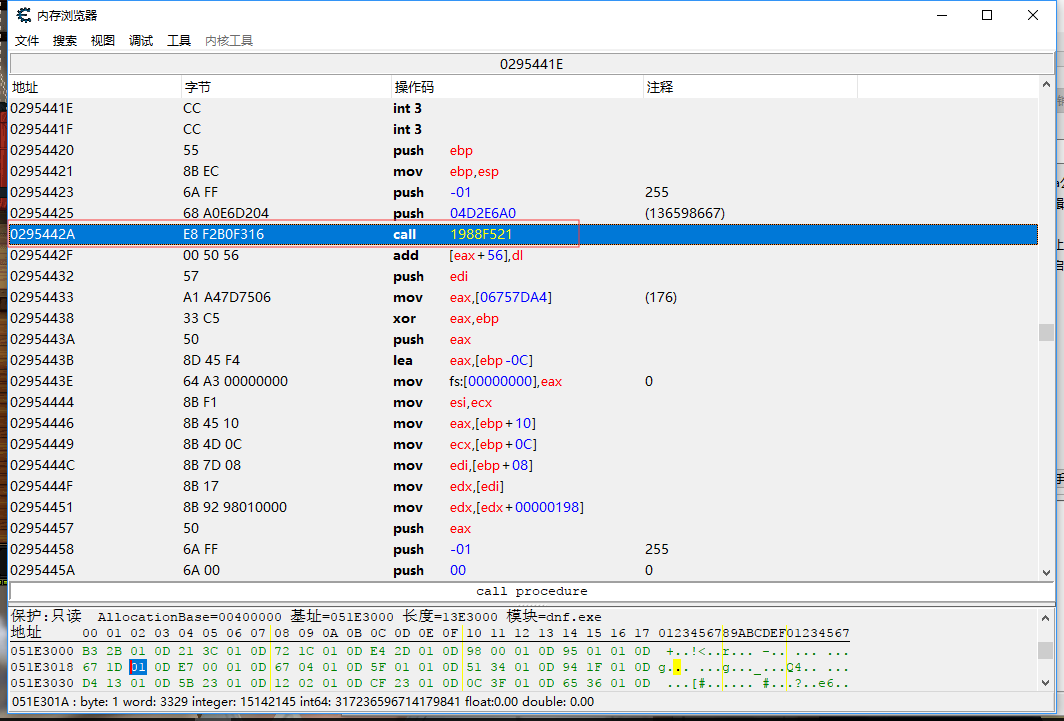 内存浏览器
文件 搜索 视图 调试 工具 内核工具
0295441E
地址 字节 操作码 注释
0295441E CC int 3
0295441F CC int 3
02954420 55 push ebp
02954421 8B EC mov ebp,esp
02954423 6A FF push -01 255
02954425 68 A0E6D204 push 04D2E6A0 (136598667)
0295442A E8 F2B0F316 call 1988F521
0295442F 00 50 56 add [eax+56],dl
02954432 57 push edi
02954433 A1 A47D7506 mov eax,[06757DA4] (176)
02954438 33 C5 xor eax,ebp
0295443A 50 push eax
0295443B 8D 45 F4 lea eax,[ebp-0C]
0295443E 64 A3 00000000 mov fs:[00000000],eax 0
02954444 8B F1 mov esi,ecx
02954446 8B 45 10 mov eax,[ebp+10]
02954449 8B 4D 0C mov ecx,[ebp+0C]
0295444C 8B 7D 08 mov edi,[ebp+08]
0295444F 8B 17 mov edx,[edi]
02954451 8B 92 98010000 mov edx,[edx+00000198]
02954457 50 push eax
02954458 6A FF push -01 255
0295445A 6A 00 push 00 0
call procedure
保护:只读 AllocationBase=00400000 基址=051E3000 长度=13E3000 模块=dnf.exe
地址 00 01 02 03 04 05 06 07 08 09 0A 0B 0C 0D 0E 0F 10 11 12 13 14 15 16 17 0123456789ABCDEF01234567
051E3000 B3 2B 01 0D 21 3C 01 0D 72 1C 01 0D E4 2D 01 0D 98 00 01 0D 95 01 01 0D +..!<..r... -.. ... ...
051E3018 67 1D 01 0D E7 00 01 0D 67 04 01 0D 5F 01 01 0D 51 34 01 0D 94 1F 01 0D g... ...g..._...Q4.. ...
051E3030 D4 13 01 0D 5B 23 01 0D 12 02 01 0D CF 23 01 0D 0C 3F 01 0D 65 36 01 0D ...[#...... #...?..e6..
051E301A : byte: 1 word: 3329 integer: 15142145 int64: 317236596714179841 float:0.00 double: 0.00